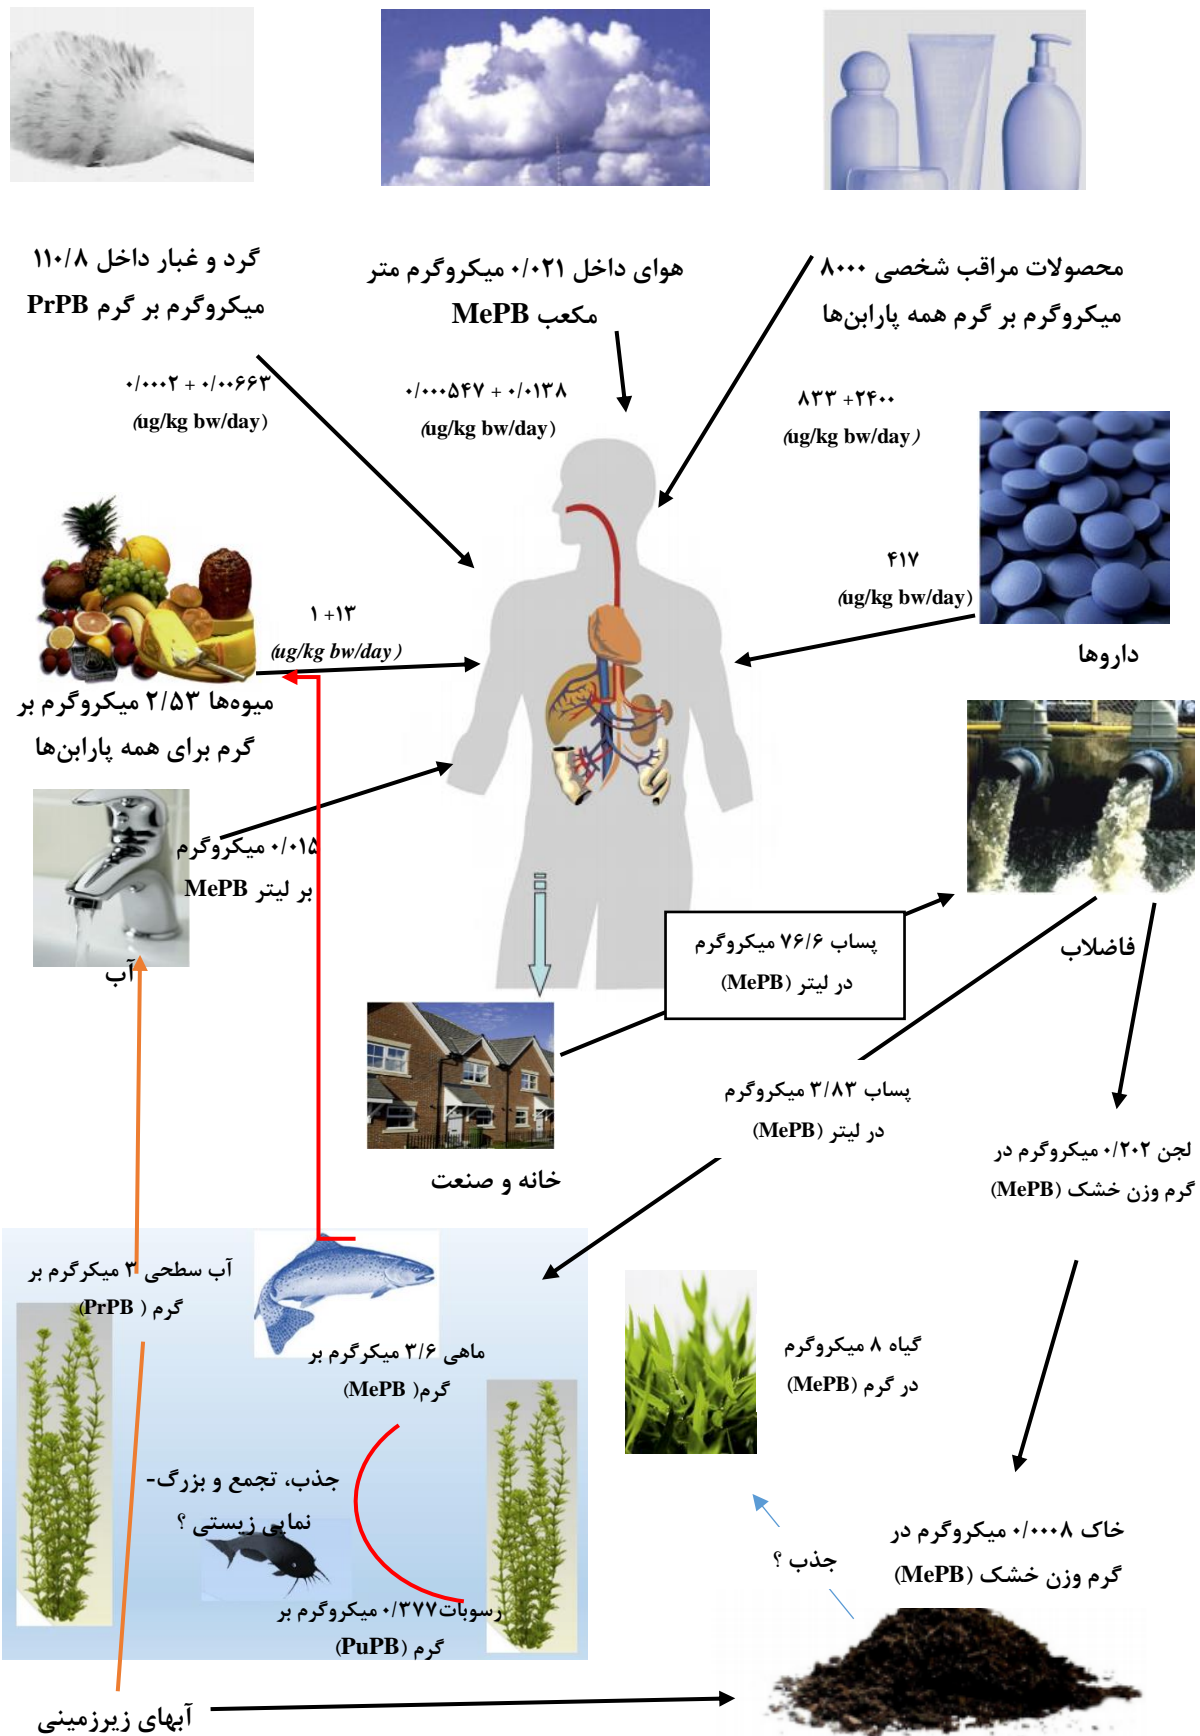 گرد و غبار داخل ۱۱۰/۸
میکروگرم بر گرم PrPB
هوای داخل ۰/۰۲۱ میکروگرم متر
مکعب MePB
محصولات مراقب شخصی ۸۰۰۰
میکروگرم بر گرم همه پارابن‌ها
۰/۰۰۰۲ + ۰/۰۰۶۶۳
(ug/kg bw/day)
۰/۰۰۰۵۴۷ + ۰/۰۱۳۸
(ug/kg bw/day)
۸۳۳ +۲۴۰۰
(ug/kg bw/day)
۴۱۷
(ug/kg bw/day)
داروها
۱ +۱۳
(ug/kg bw/day)
میوه‌ها ۲/۵۳ میکروگرم بر
گرم برای همه پارابن‌ها
۰/۰۱۵ میکروگرم
بر لیتر MePB
آب
فاضلاب
پساب ۷۶/۶ میکروگرم
در لیتر (MePB)
خانه و صنعت
پساب ۳/۸۳ میکروگرم
در لیتر (MePB)
لجن ۰/۲۰۲ میکروگرم در
گرم وزن خشک (MePB)
آب سطحی ۳ میکرگرم بر
گرم ( PrPB)
ماهی ۳/۶ میکرگرم بر
گرم( MePB)
گیاه ۸ میکروگرم
در گرم (MePB)
جذب، تجمع و بزرگ-
نمایی زیستی ؟
رسوبات۰/۳۷۷ میکروگرم بر
گرم (PuPB)
جذب ؟
خاک ۰/۰۰۰۸ میکروگرم در
گرم وزن خشک (MePB)
آبهای زیرزمینی